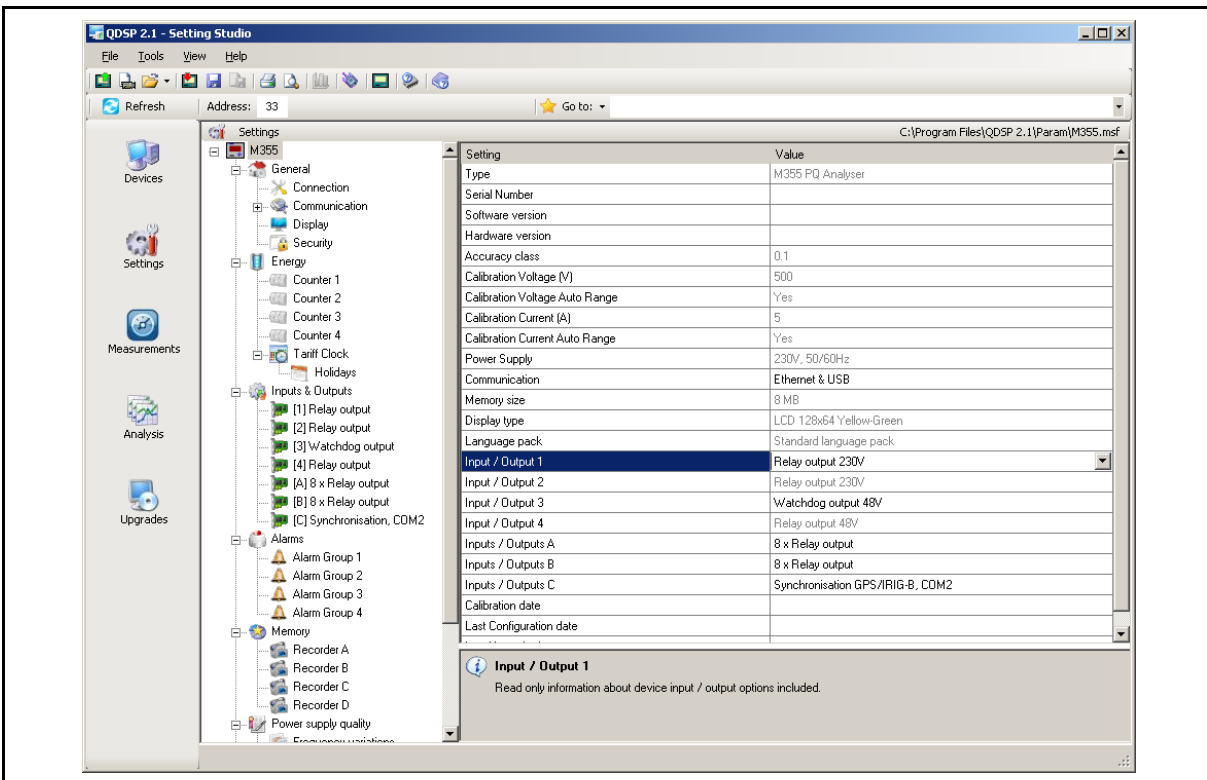 QDSP 2.1 - Setting Studio
File Tools View Help
Refresh Address: 33 Go to:
Settings C:\Program Files\QDSP 2.1\Param\M355.msf
Devices
Settings
Measurements
Analysis
Upgrades
M355
General
Connection
Communication
Display
Security
Energy
Counter 1
Counter 2
Counter 3
Counter 4
Tariff Clock
Holidays
Inputs & Outputs
[1] Relay output
[2] Relay output
[3] Watchdog output
[4] Relay output
[A] 8 x Relay output
[B] 8 x Relay output
[C] Synchronisation, COM2
Alarms
Alarm Group 1
Alarm Group 2
Alarm Group 3
Alarm Group 4
Memory
Recorder A
Recorder B
Recorder C
Recorder D
Power supply quality
Frequency variations
Setting Value
Type M355 PQ Analyser
Serial Number
Software version
Hardware version
Accuracy class 0.1
Calibration Voltage (V) 500
Calibration Voltage Auto Range Yes
Calibration Current (A) 5
Calibration Current Auto Range Yes
Power Supply 230V, 50/60Hz
Communication Ethernet & USB
Memory size 8 MB
Display type LCD 128x64 Yellow-Green
Language pack Standard language pack
Input / Output 1 Relay output 230V
Input / Output 2 Relay output 230V
Input / Output 3 Watchdog output 48V
Input / Output 4 Relay output 48V
Inputs / Outputs A 8 x Relay output
Inputs / Outputs B 8 x Relay output
Inputs / Outputs C Synchronisation GPS/IRIG-B, COM2
Calibration date
Last Configuration date
Input / Output 1
Read only information about device input / output options included.